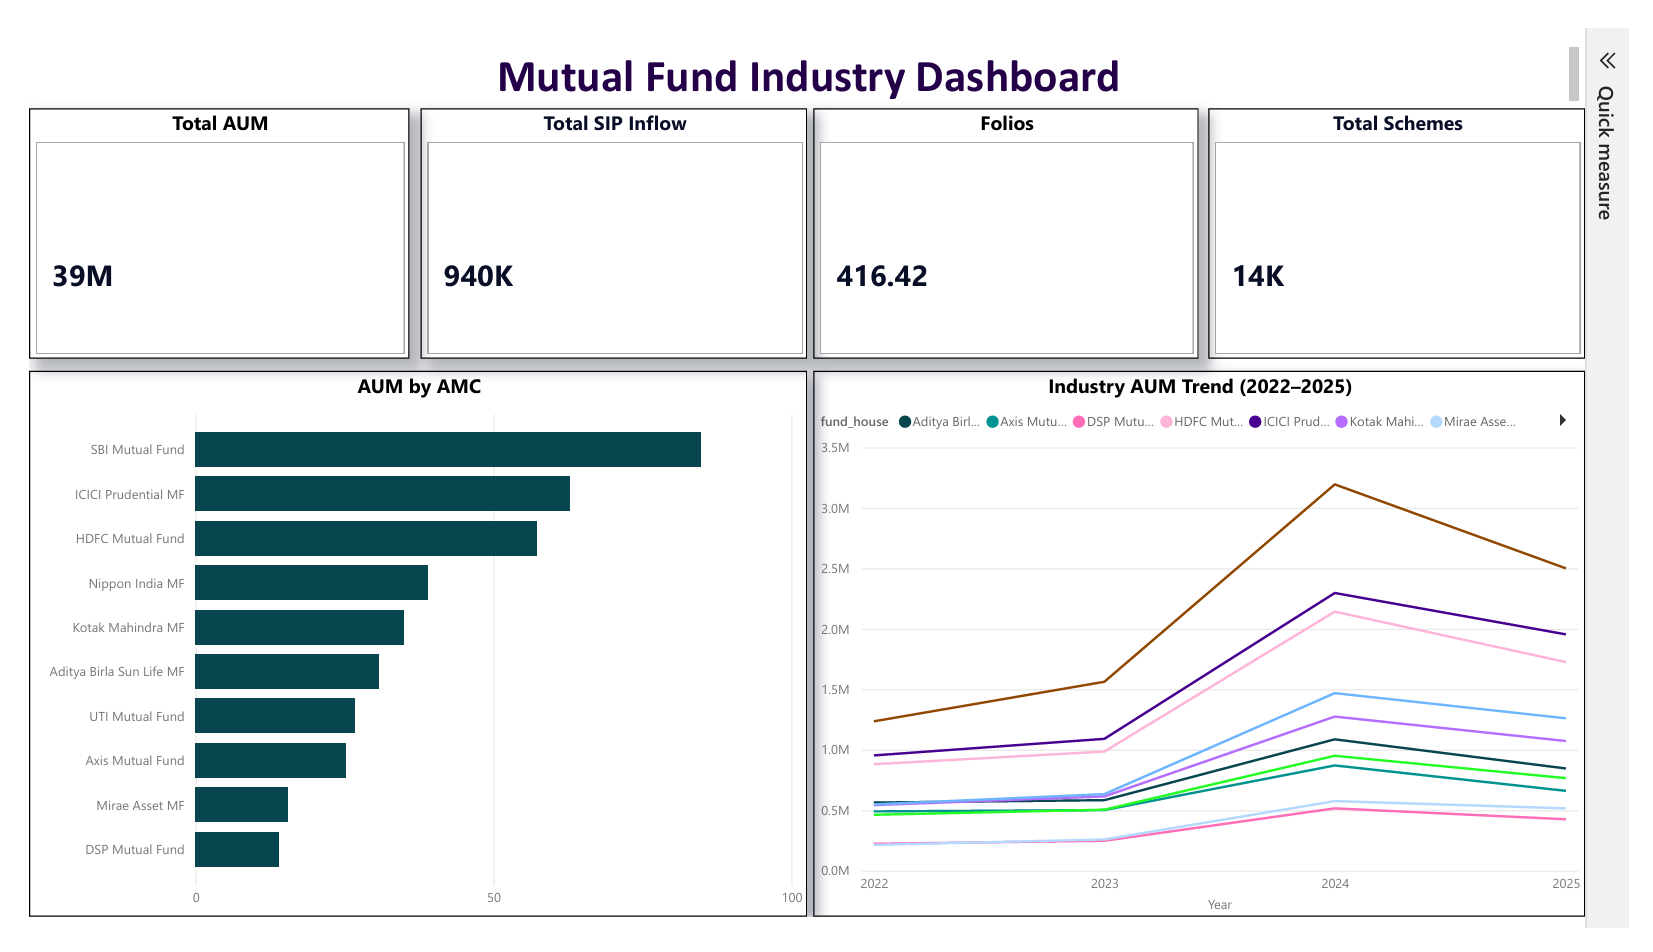 Mutual Fund Industry Dashboard
Quick measure
Total AUM
39M
Total SIP Inflow
940K
Folios
416.42
Total Schemes
14K
AUM by AMC
SBI Mutual Fund
ICICI Prudential MF
HDFC Mutual Fund
Nippon India MF
Kotak Mahindra MF
Aditya Birla Sun Life MF
UTI Mutual Fund
Axis Mutual Fund
Mirae Asset MF
DSP Mutual Fund
0 50 100
Industry AUM Trend (2022–2025)
fund_house Aditya Birl... Axis Mutu... DSP Mutu... HDFC Mut... ICICI Prud... Kotak Mahi... Mirae Asse...
3.5M
3.0M
2.5M
2.0M
1.5M
1.0M
0.5M
0.0M
2022 2023 2024 2025
Year